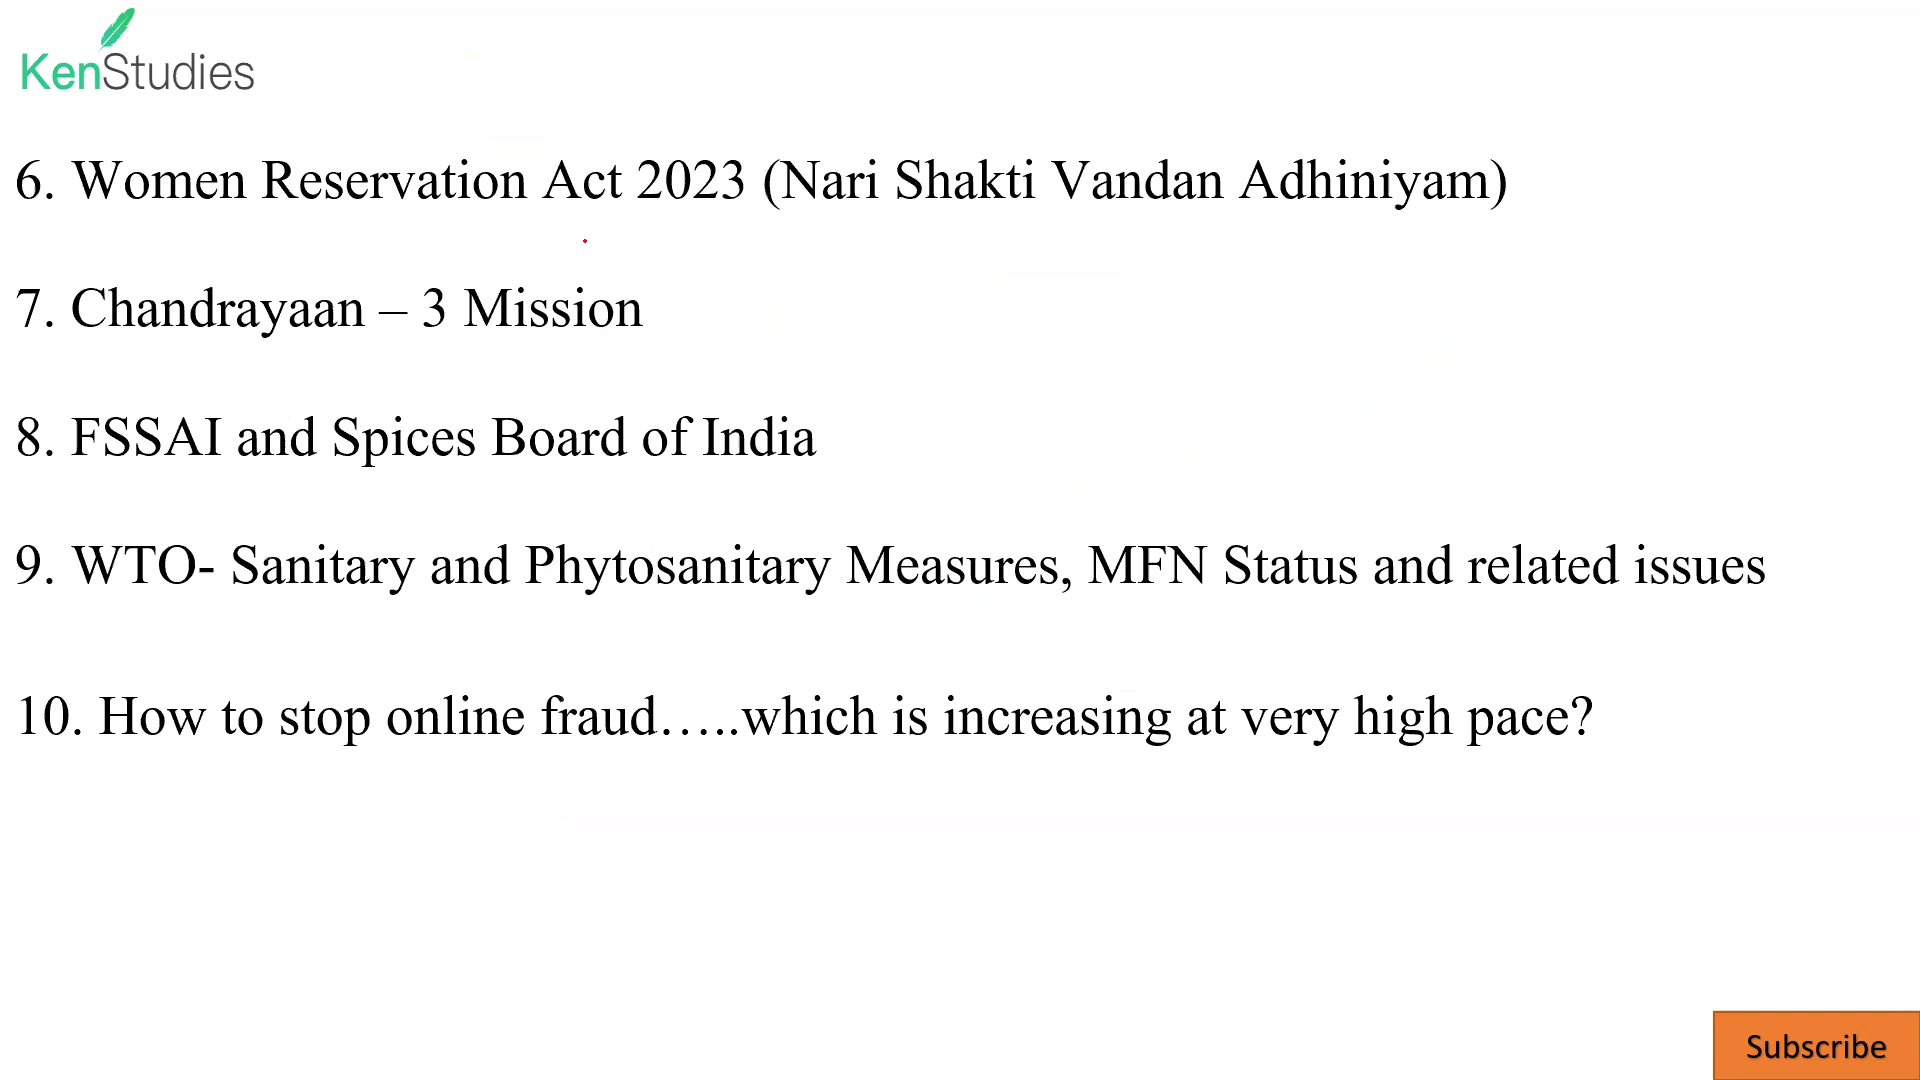 KenStudies
6. Women Reservation Act 2023 (Nari Shakti Vandan Adhiniyam)
7. Chandrayaan – 3 Mission
8. FSSAI and Spices Board of India
9. WTO- Sanitary and Phytosanitary Measures, MFN Status and related issues
10. How to stop online fraud…..which is increasing at very high pace?
Subscribe